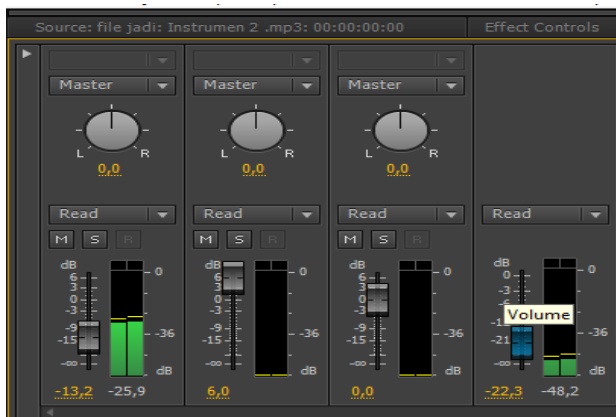 Source: file jadi: Instrumen 2 .mp3: 00:00:00:00
Effect Controls
Master
Master
Master
L R
L R
L R
0,0
0,0
0,0
Read
Read
Read
Read
M S R
M S R
M S R
dB
6
3
0
-3
-9
-15
-∞
0
-36
dB
-13,2 -25,9
dB
6
3
0
-3
-9
-15
-∞
0
-36
dB
6,0
dB
6
3
0
-3
-9
-15
-∞
0
-36
dB
0,0
dB
0
-3
Volume
-15
-21
-∞
0
-36
dB
-22,3 -48,2